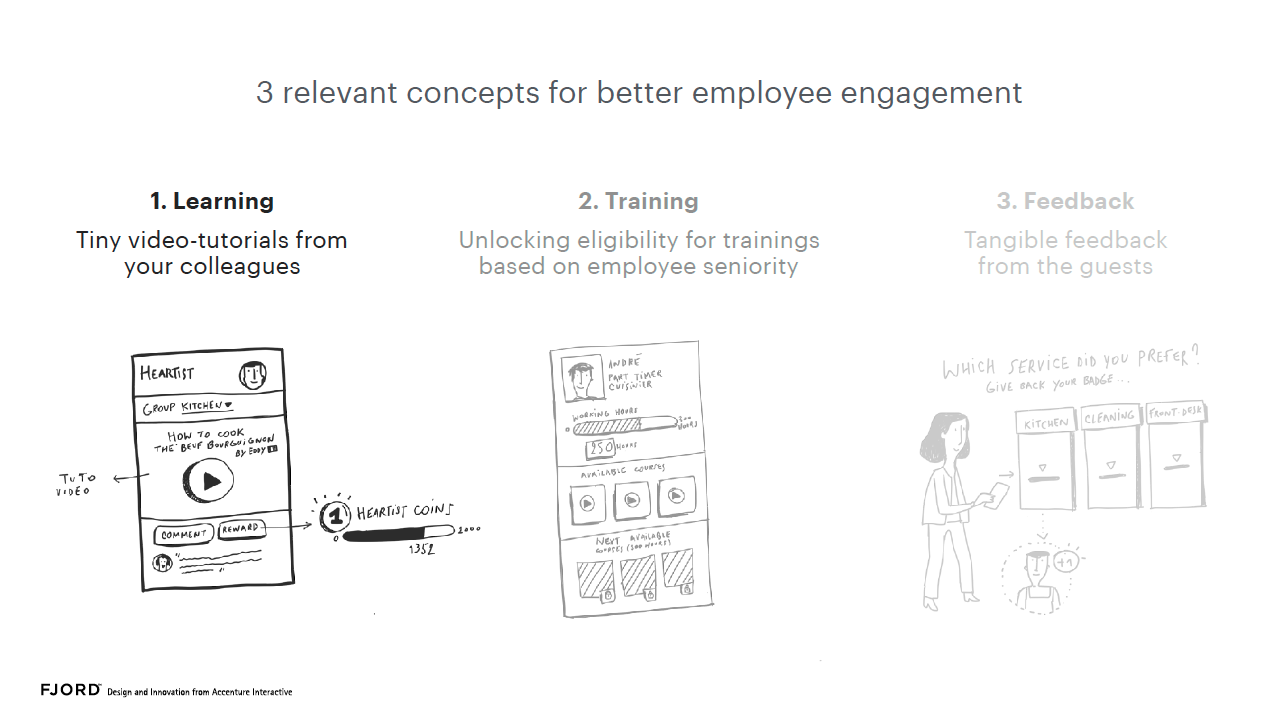 3 relevant concepts for better employee engagement
1. Learning
Tiny video-tutorials from
your colleagues
2. Training
Unlocking eligibility for trainings
based on employee seniority
3. Feedback
Tangible feedback
from the guests
HEARTIST
GROUP KITCHEN
HOW TO COOK
THE BEUF BOURGUIGNON
BY EDDY
TUTO
VIDEO
COMMENT
REWARD
1
HEARTIST COINS
0
2000
1352
ANDRÉ
PART TIMER
CUISINIER
WORKING HOURS
0
300
HOURS
250 HOURS
AVAILABLE COURSES
NEXT AVAILABLE
COURSES (300 HOURS)
WHICH SERVICE DID YOU PREFER?
GIVE BACK YOUR BADGE...
KITCHEN
CLEANING
FRONT-DESK
+1
FJORD™ Design and Innovation from Accenture Interactive